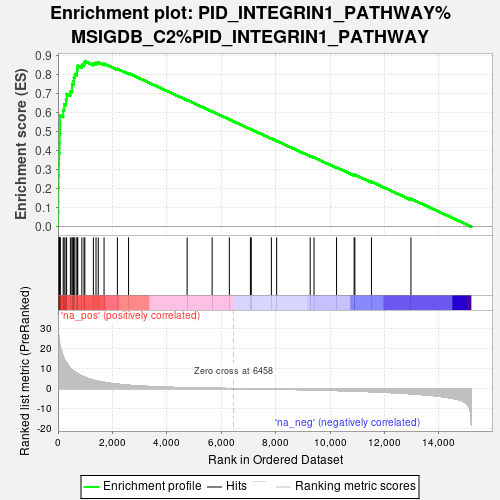 Enrichment plot: PID_INTEGRIN1_PATHWAY%
MSIGDB_C2%PID_INTEGRIN1_PATHWAY
Enrichment score (ES)
0.9
0.8
0.7
0.6
0.5
0.4
0.3
0.2
0.1
0.0
'na_pos' (positively correlated)
Ranked list metric (PreRanked)
30
20
10
0
-10
-20
Zero cross at 6458
'na_neg' (negatively correlated)
0 2,000 4,000 6,000 8,000 10,000 12,000 14,000
Rank in Ordered Dataset
Enrichment profile Hits Ranking metric scores